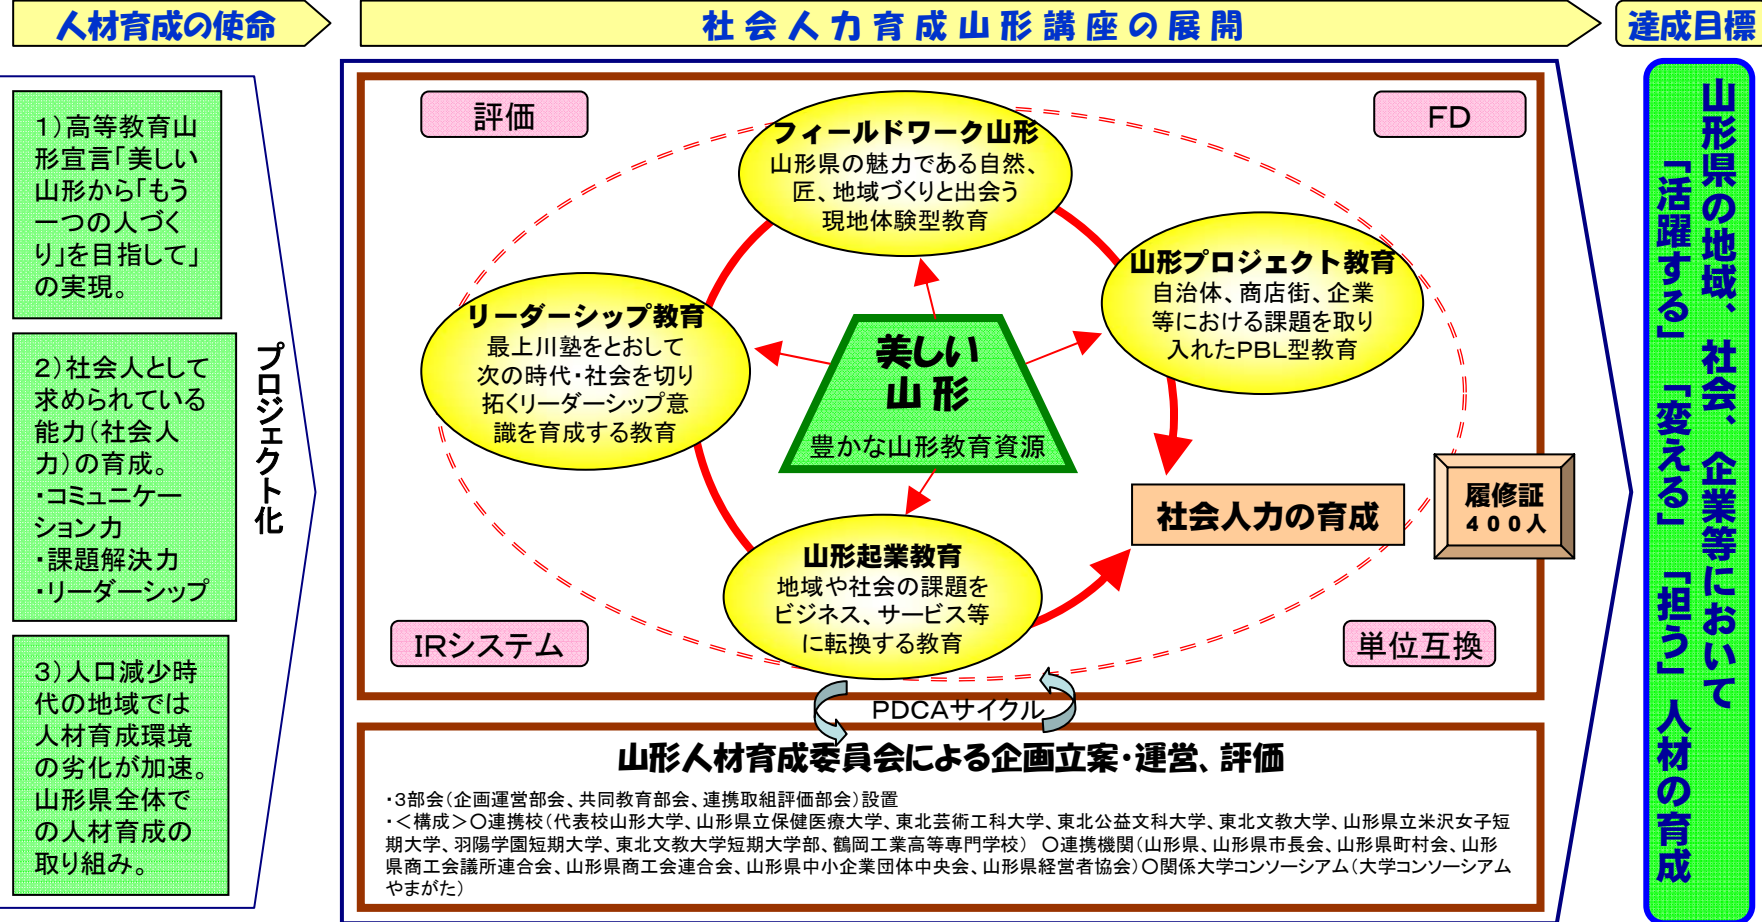 人材育成の使命
社会人力育成山形講座の展開
達成目標
1)高等教育山
形宣言「美しい
山形から「もう
一つの人づく
り」を目指して」
の実現。
2)社会人として
求められている
能力(社会人
力)の育成。
・コミュニケー
ション力
・課題解決力
・リーダーシップ
3)人口減少時
代の地域では
人材育成環境
の劣化が加速。
山形県全体で
の人材育成の
取り組み。
プロジェクト化
評価
FD
フィールドワーク山形
山形県の魅力である自然、
匠、地域づくりと出会う
現地体験型教育
山形プロジェクト教育
自治体、商店街、企業
等における課題を取り
入れたPBL型教育
リーダーシップ教育
最上川塾をとおして
次の時代・社会を切り
拓くリーダーシップ意
識を育成する教育
美しい
山形
豊かな山形教育資源
山形起業教育
地域や社会の課題を
ビジネス、サービス等
に転換する教育
社会人力の育成
履修証
400人
IRシステム
単位互換
PDCAサイクル
山形人材育成委員会による企画立案・運営、評価
・3部会(企画運営部会、共同教育部会、連携取組評価部会)設置
・<構成>○連携校(代表校山形大学、山形県立保健医療大学、東北芸術工科大学、東北公益文科大学、東北文教大学、山形県立米沢女子短
期大学、羽陽学園短期大学、東北文教大学短期大学部、鶴岡工業高等専門学校) ○連携機関(山形県、山形県市長会、山形県町村会、山形
県商工会議所連合会、山形県商工会連合会、山形県中小企業団体中央会、山形県経営者協会)○関係大学コンソーシアム(大学コンソーシアム
やまがた)
山形県の地域、社会、企業等において
「活躍する」「変える」「担う」人材の育成